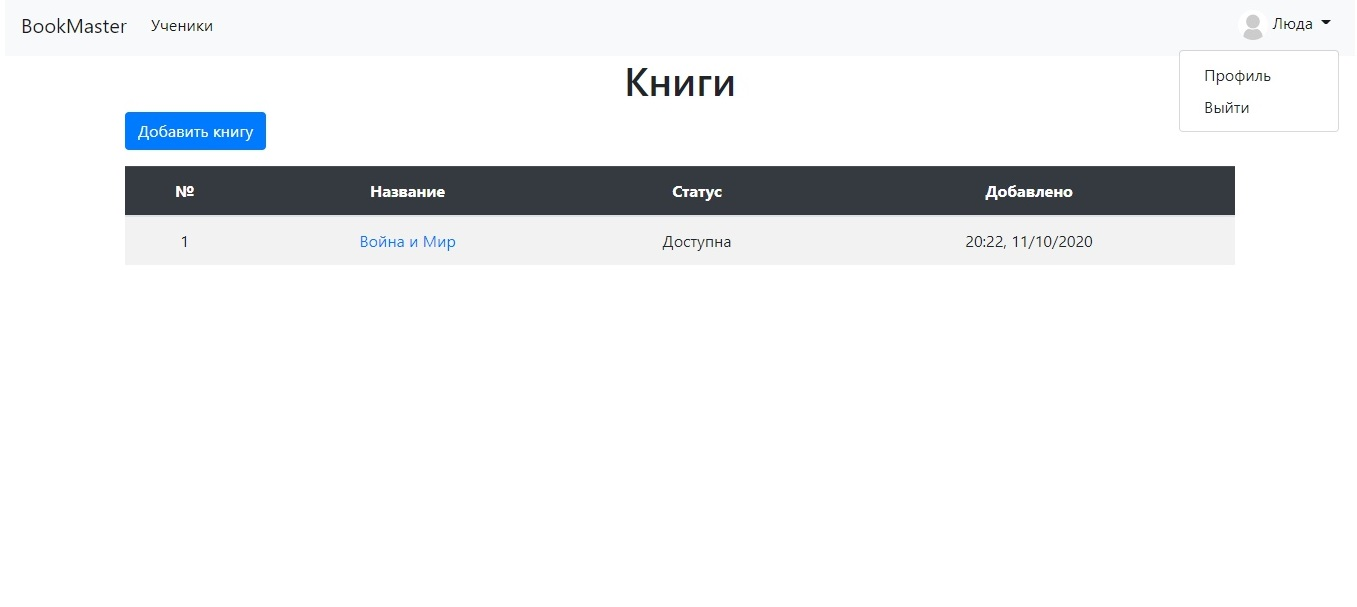 BookMaster Ученики Люда
Профиль
Выйти
Книги
Добавить книгу
№ Название Статус Добавлено
1 Война и Мир Доступна 20:22, 11/10/2020